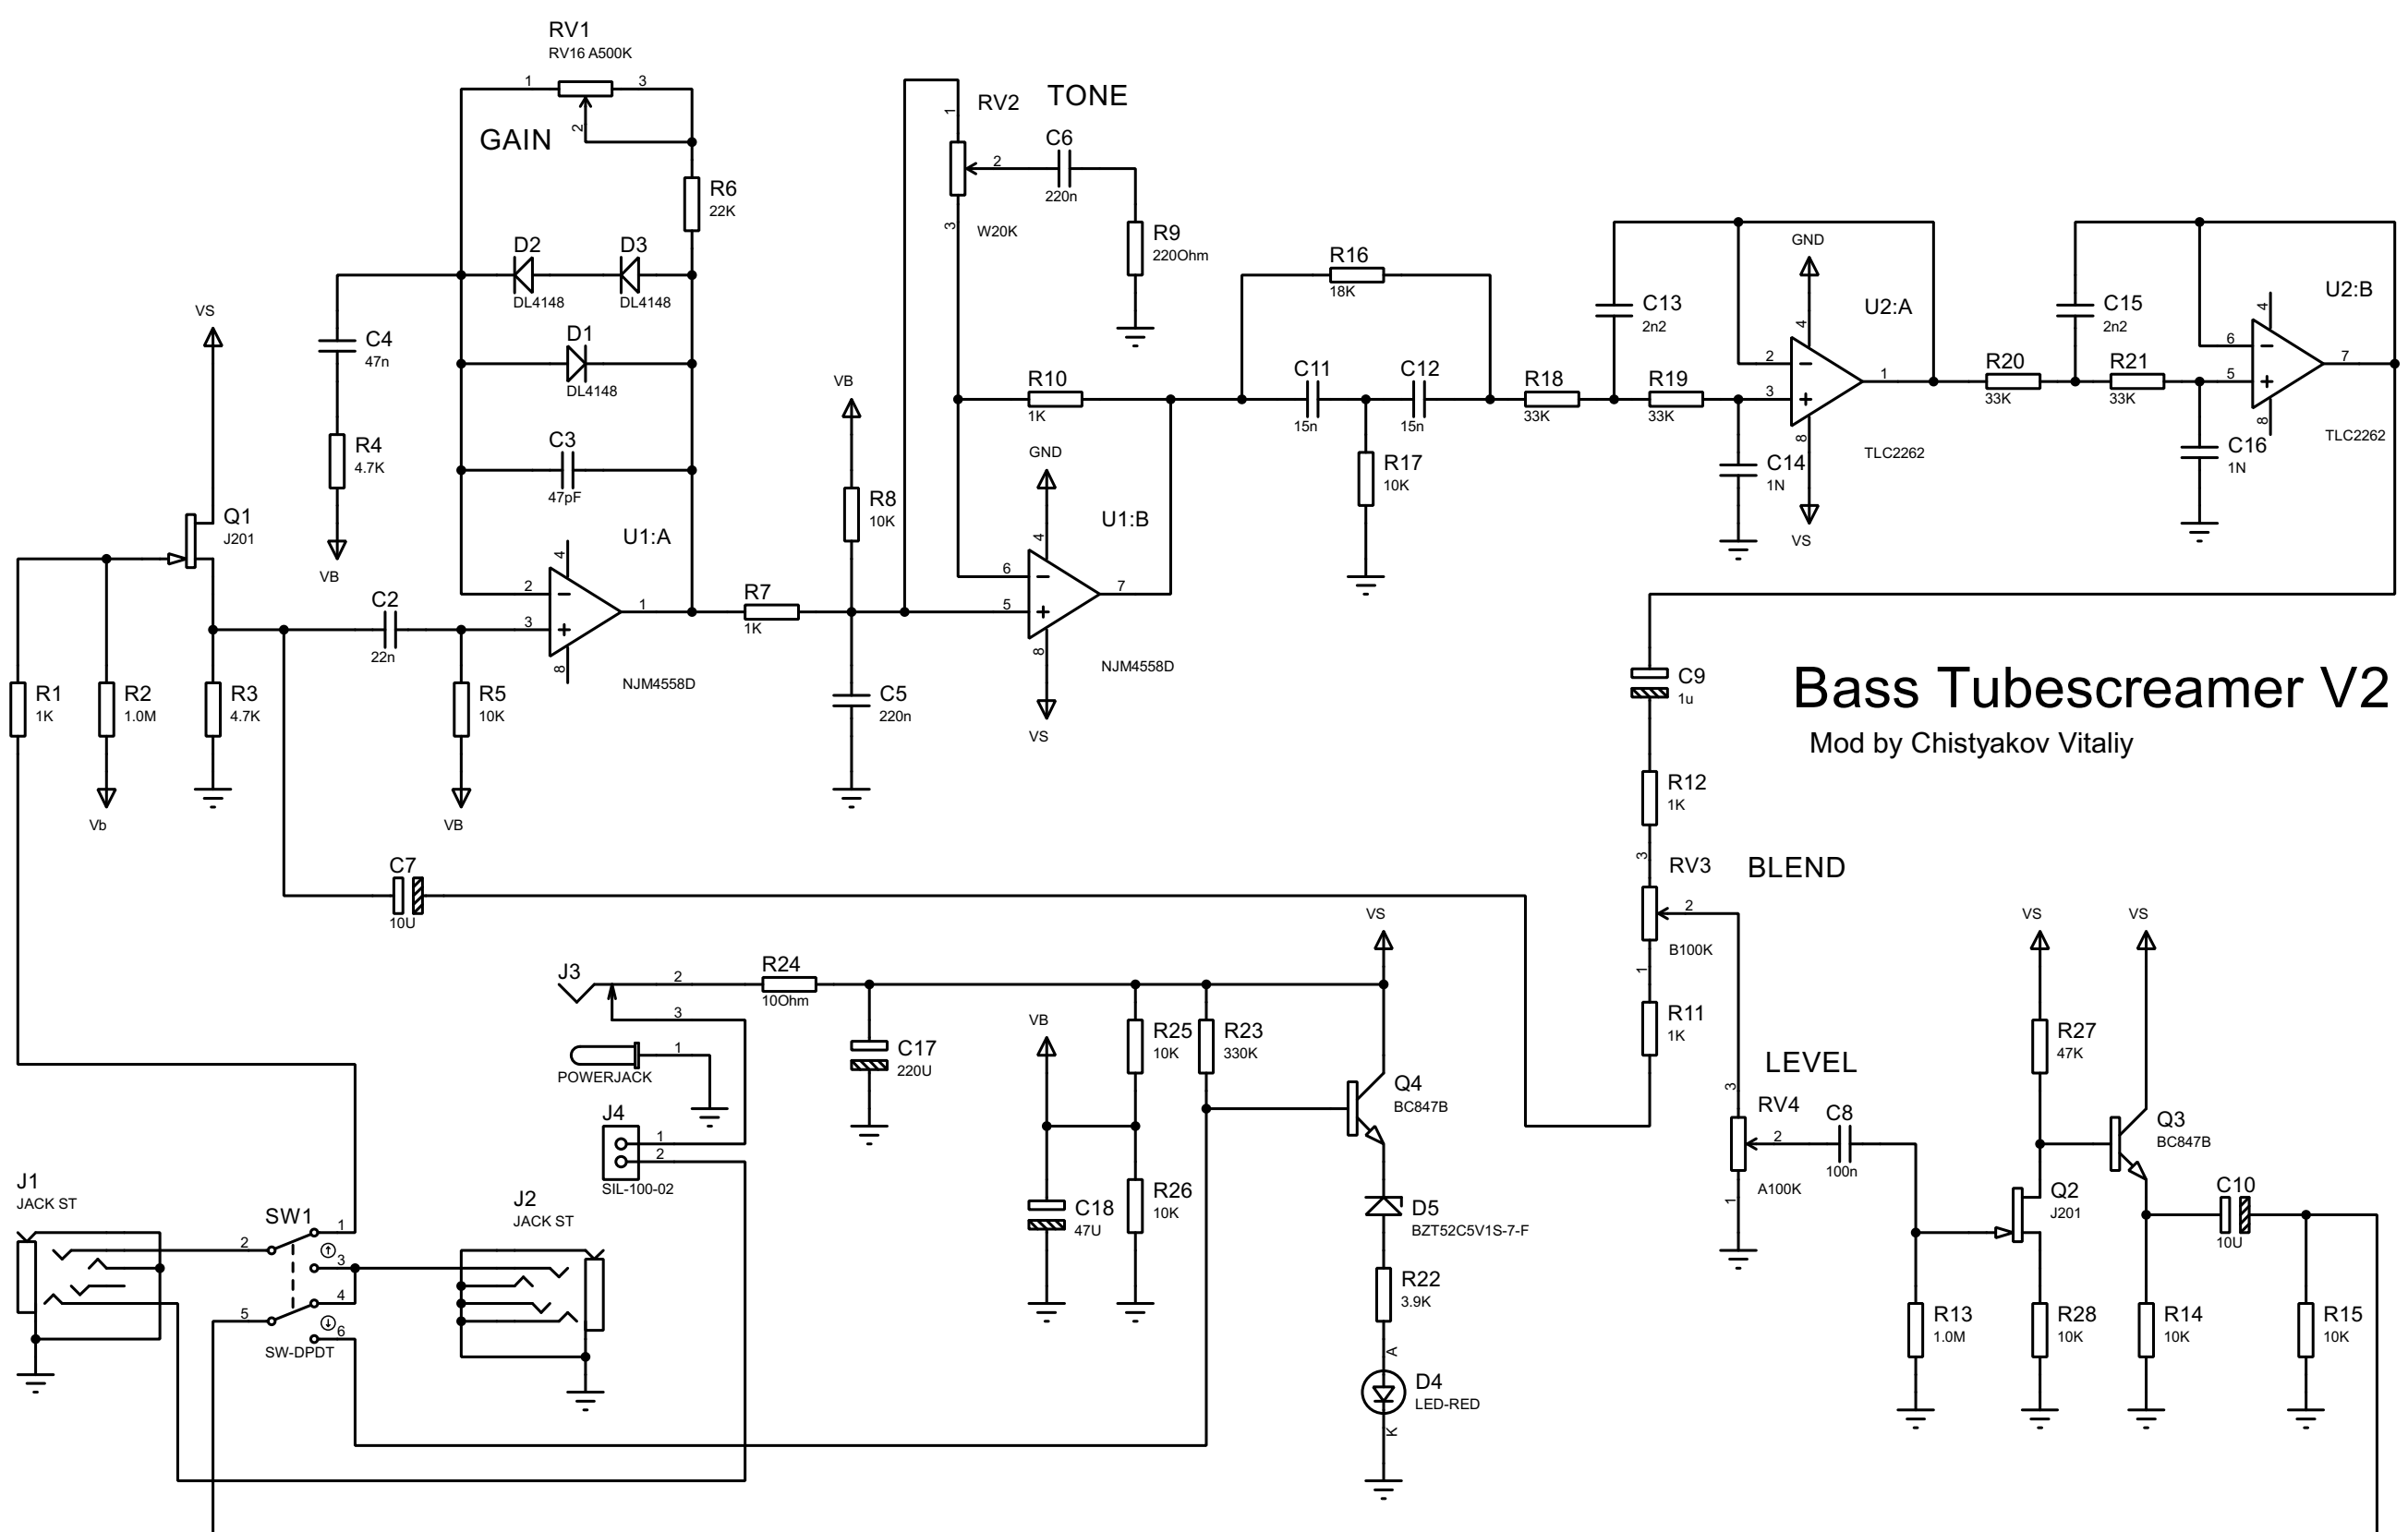 RV1
RV16 A500K
1
3
2
GAIN
R6
22K
D2
DL4148
D3
DL4148
D1
DL4148
C3
47pF
C4
47n
R4
4.7K
VB
VS
Q1
J201
U1:A
4
2
1
3
8
NJM4558D
C2
22n
R1
1K
R2
1.0M
Vb
R3
4.7K
R5
10K
VB
R7
1K
VB
R8
10K
C5
220n
1
RV2
TONE
2
3
W20K
C6
220n
R9
220Ohm
R10
1K
GND
4
U1:B
6
7
5
8
NJM4558D
VS
R16
18K
C11
15n
C12
15n
R17
10K
R18
33K
C13
2n2
R19
33K
C14
1N
GND
4
U2:A
2
1
3
8
TLC2262
VS
R20
33K
C15
2n2
R21
33K
C16
1N
U2:B
4
6
7
5
8
TLC2262
Bass Tubescreamer V2
Mod by Chistyakov Vitaliy
C9
1u
R12
1K
3
RV3
BLEND
2
B100K
1
R11
1K
C7
10U
J3
2
3
1
POWERJACK
R24
10Ohm
C17
220U
VB
R25
10K
R23
330K
C18
47U
R26
10K
VS
Q4
BC847B
D5
BZT52C5V1S-7-F
R22
3.9K
A
D4
LED-RED
K
J4
1
2
SIL-100-02
J1
JACK ST
SW1
1
2
3
4
5
6
SW-DPDT
J2
JACK ST
LEVEL
3
RV4
2
1
A100K
C8
100n
R13
1.0M
VS
R27
47K
Q2
J201
R28
10K
VS
Q3
BC847B
R14
10K
C10
10U
R15
10K